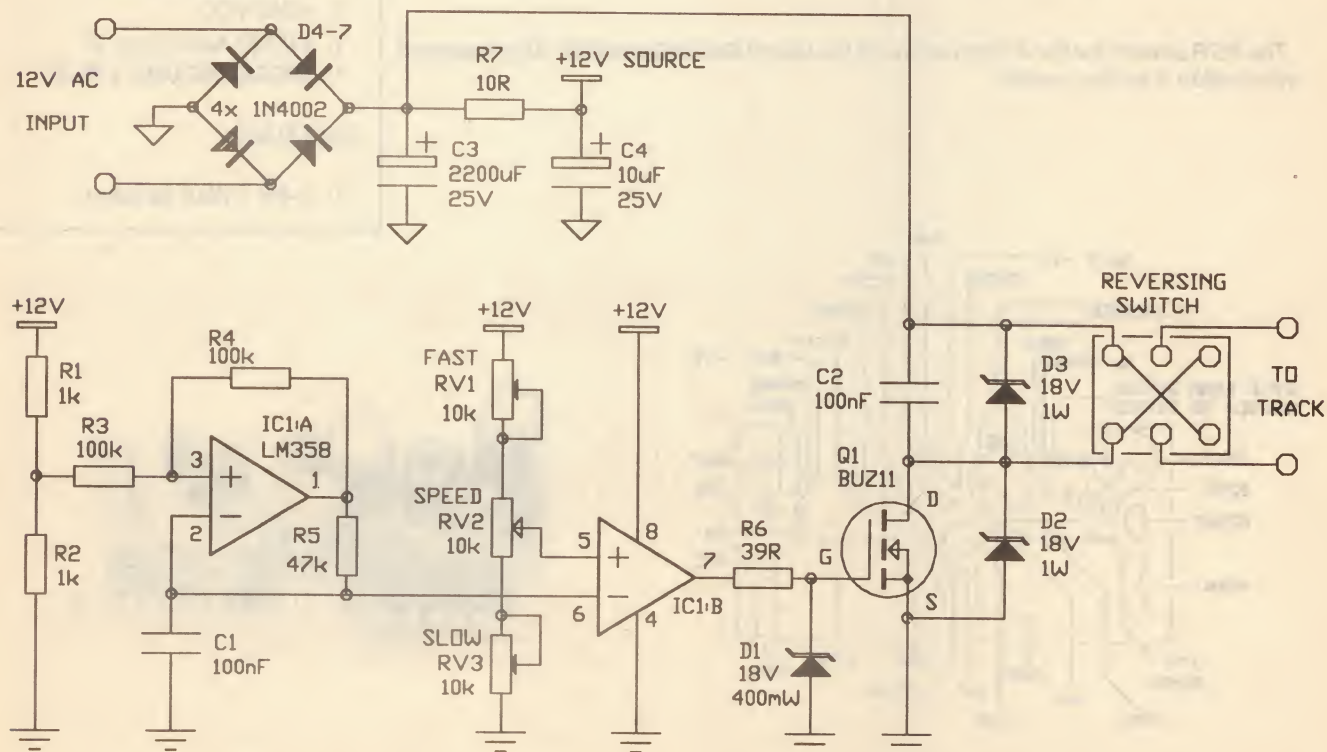 D4-7
12V AC
INPUT
4x 1N4002
R7
10R
+12V SOURCE
C3
2200uF
25V
C4
10uF
25V
+
+
+12V
R1
1k
R2
1k
R3
100k
R4
100k
IC1:A
LM358
3
+
2
-
1
R5
47k
C1
100nF
+12V
FAST
RV1
10k
SPEED
RV2
10k
SLOW
RV3
10k
+12V
8
5
+
6
-
7
4
IC1:B
R6
39R
D1
18V
400mW
G
D
S
Q1
BUZ11
C2
100nF
D3
18V
1W
D2
18V
1W
REVERSING
SWITCH
TO
TRACK